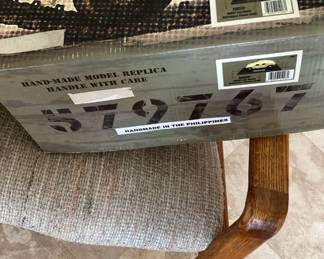 HAND-MADE MODEL REPLICA
HANDLE WITH CARE
579767
HANDMADE IN THE PHILIPPINES